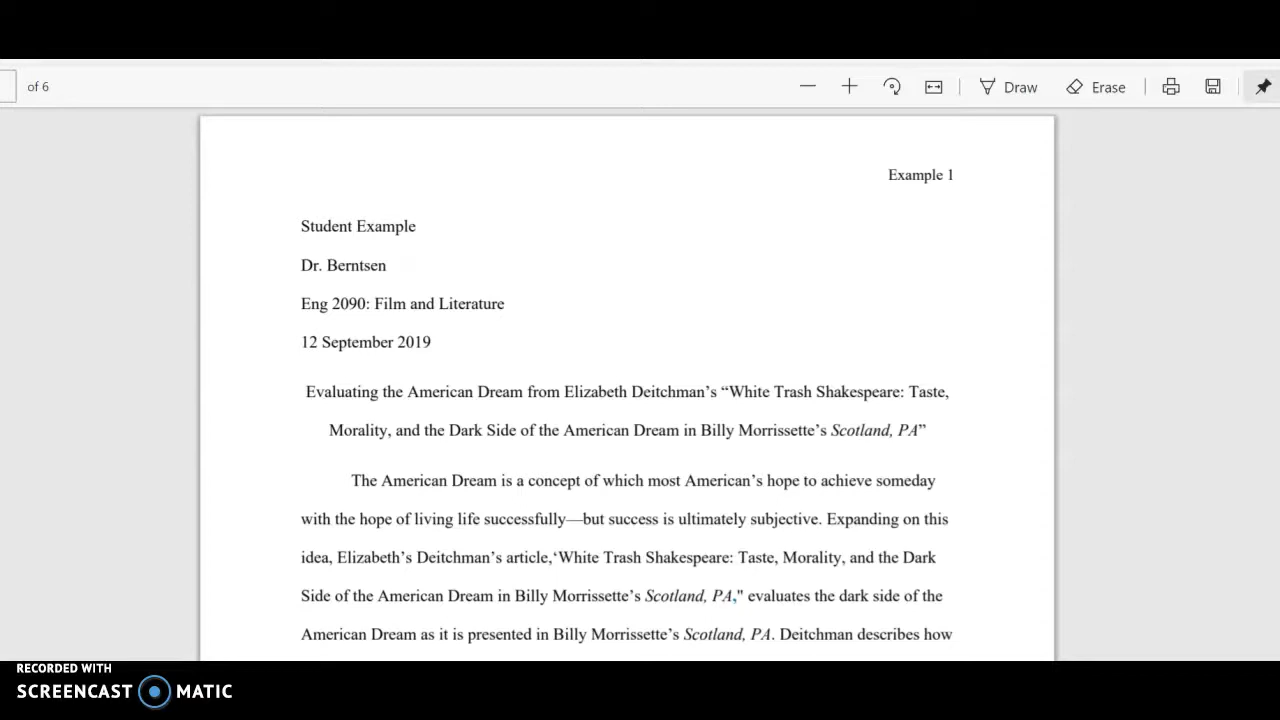 of 6
Draw
Erase
Example 1
Student Example
Dr. Berntsen
Eng 2090: Film and Literature
12 September 2019
Evaluating the American Dream from Elizabeth Deitchman’s “White Trash Shakespeare: Taste,
Morality, and the Dark Side of the American Dream in Billy Morrissette’s Scotland, PA”
The American Dream is a concept of which most American’s hope to achieve someday
with the hope of living life successfully—but success is ultimately subjective. Expanding on this
idea, Elizabeth’s Deitchman’s article,‘White Trash Shakespeare: Taste, Morality, and the Dark
Side of the American Dream in Billy Morrissette’s Scotland, PA," evaluates the dark side of the
American Dream as it is presented in Billy Morrissette’s Scotland, PA. Deitchman describes how
RECORDED WITH
SCREENCAST MATIC